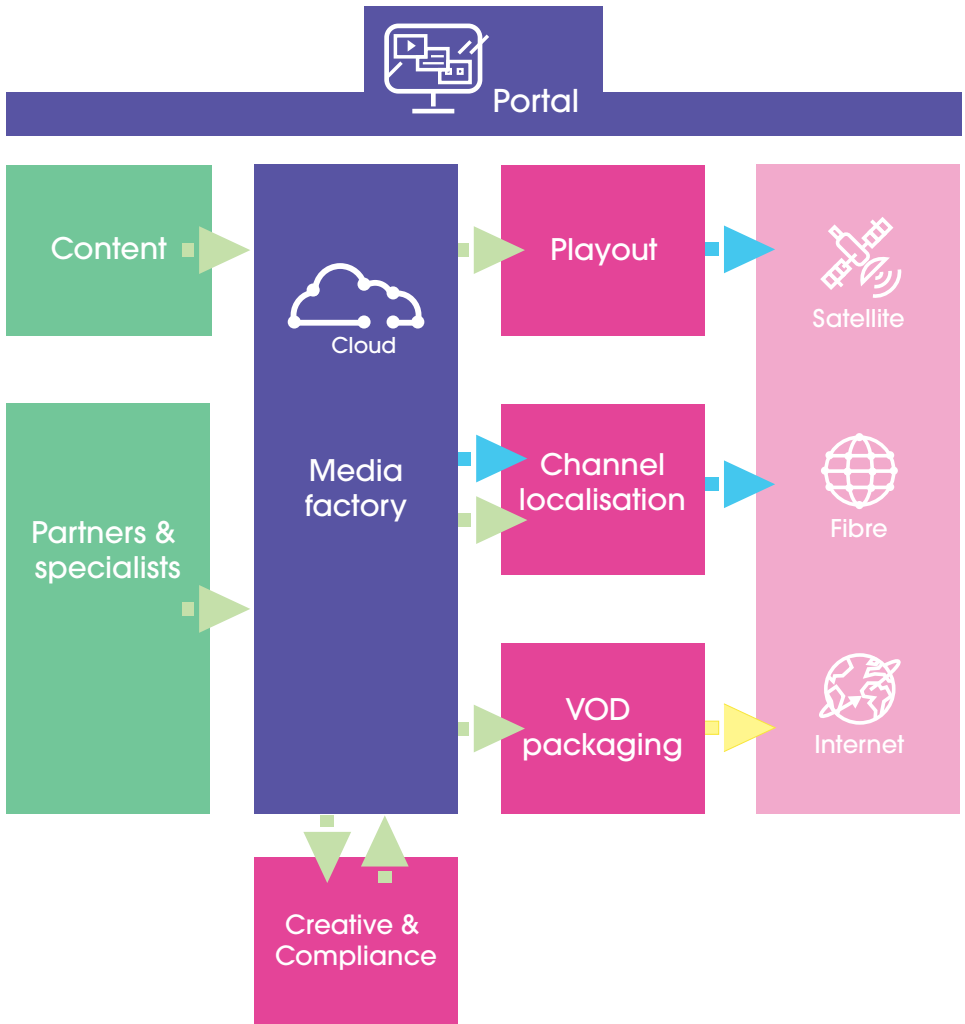 Portal
Content
Cloud
Media
factory
Partners &
specialists
Playout
Channel
localisation
VOD
packaging
Satellite
Fibre
Internet
Creative &
Compliance